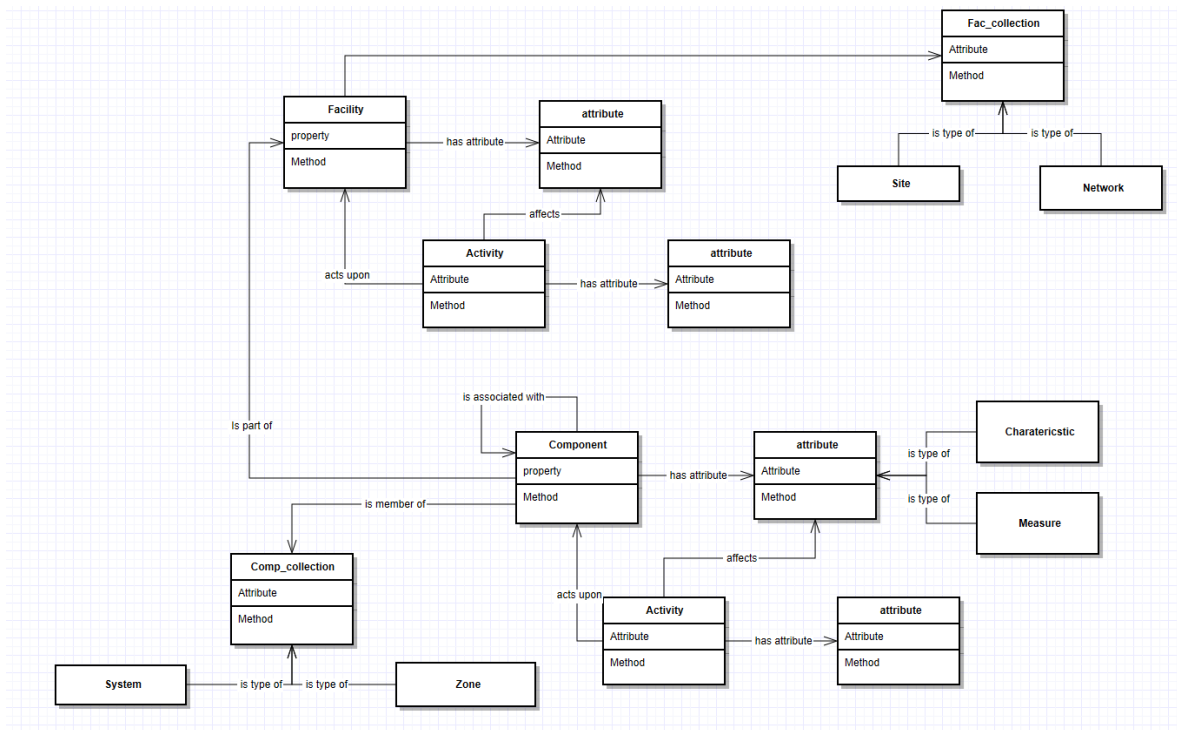 Fac_collection
Attribute
Method
Facility
property
Method
has attribute
attribute
Attribute
Method
is type of
is type of
Site
Network
affects
acts upon
Activity
Attribute
Method
has attribute
attribute
Attribute
Method
is associated with
Is part of
Component
property
Method
has attribute
attribute
Attribute
Method
Charatericstic
is type of
is type of
Measure
is member of
Comp_collection
Attribute
Method
affects
acts upon
Activity
Attribute
Method
has attribute
attribute
Attribute
Method
System
is type of
is type of
Zone